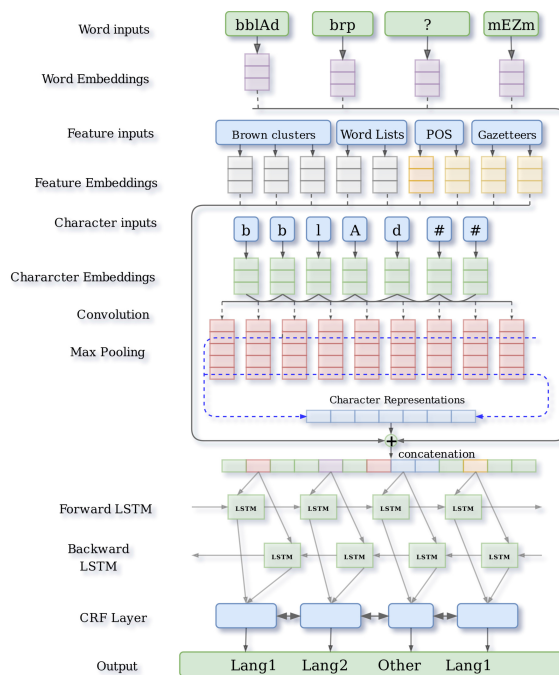 Word inputs bblAd brp ? mEZm
Word Embeddings
Feature inputs Brown clusters Word Lists POS Gazetteers
Feature Embeddings
Character inputs b b l A d # #
Chararcter Embeddings
Convolution
Max Pooling
Character Representations
+
concatenation
Forward LSTM LSTM LSTM LSTM LSTM
Backward LSTM LSTM LSTM LSTM
LSTM
CRF Layer
Output Lang1 Lang2 Other Lang1